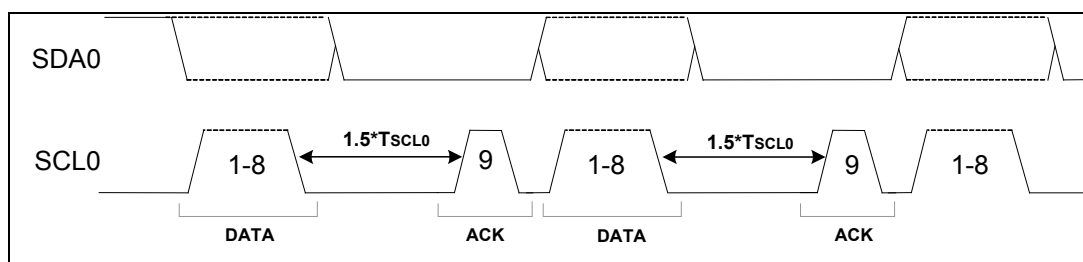 SDA0
1.5*TSCL0 1.5*TSCL0
SCL0 1-8 9 1-8 9 1-8
DATA ACK DATA ACK